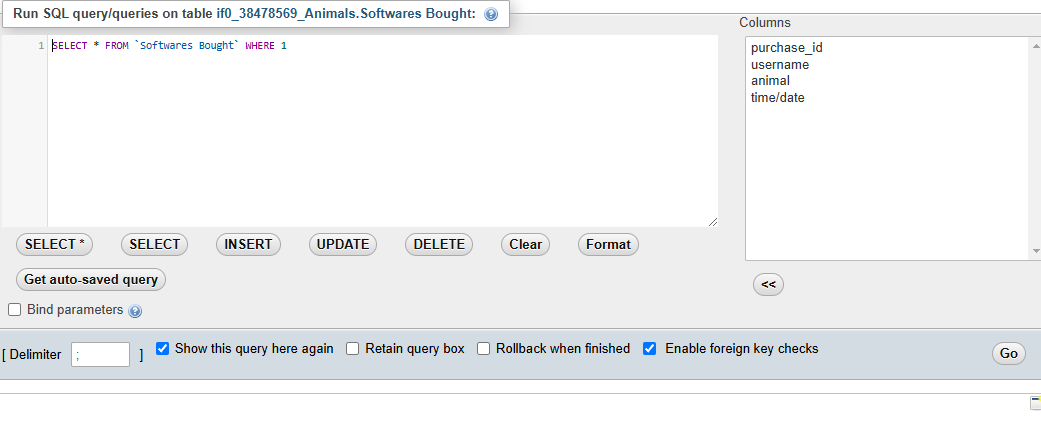 Run SQL query/queries on table if0_38478569_Animals.Softwares Bought:
Columns
1 SELECT * FROM `Softwares Bought` WHERE 1
purchase_id
username
animal
time/date
SELECT * SELECT INSERT UPDATE DELETE Clear Format
Get auto-saved query
<<
Bind parameters
[ Delimiter ; ] Show this query here again Retain query box Rollback when finished Enable foreign key checks Go